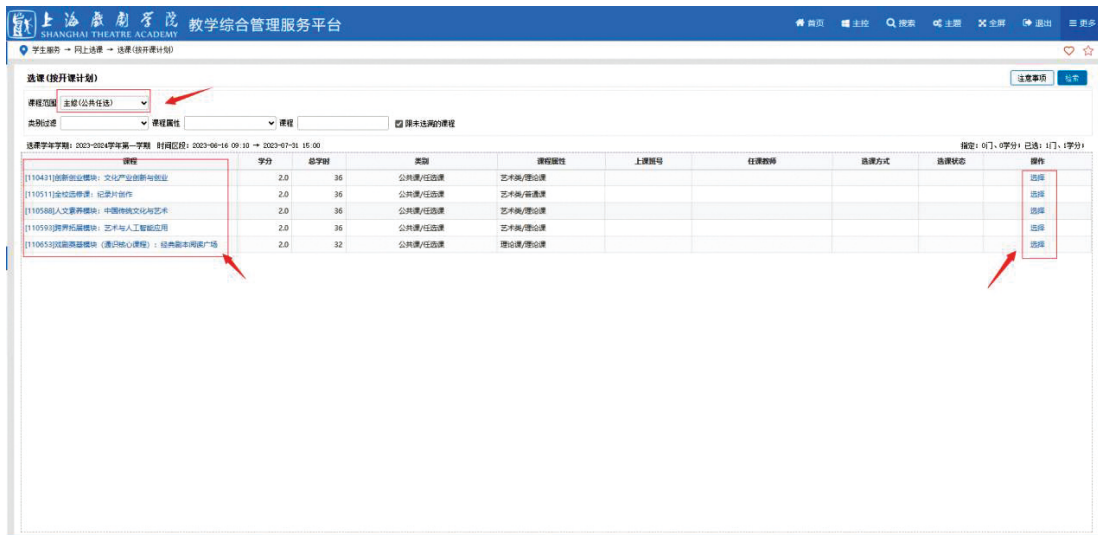 上海戲劇學院 教学综合管理服务平台
SHANGHAI THEATRE ACADEMY
首页 主控 搜索 主题 全屏 退出 更多
学生服务 → 网上选课 → 选课(按开课计划)
选课(按开课计划) 注意事项 检索
课程范围 主修(公共任选)
类别过滤 课程属性 课程 限未选满的课程
选课学年学期: 2023-2024学年第一学期 时间区段: 2023-06-16 09:10 → 2023-07-31 15:00 指定: 0门、0学分; 已选: 1门、1学分;
课程 学分 总学时 类别 课程属性 上课班号 任课教师 选课方式 选课状态 操作
[110431]创新创业模块: 文化产业创新与创业 2.0 36 公共课/任选课 艺术类/理论课 选择
[110511]全校选修课: 纪录片创作 2.0 36 公共课/任选课 艺术类/普通课 选择
[110588]人文素养模块: 中国传统文化与艺术 2.0 36 公共课/任选课 艺术类/理论课 选择
[110593]跨界拓展模块: 艺术与人工智能应用 2.0 36 公共课/任选课 艺术类/理论课 选择
[110653]戏剧奠基模块 (通识核心课程) : 经典剧本阅读广场 2.0 32 公共课/任选课 理论课/理论课 选择